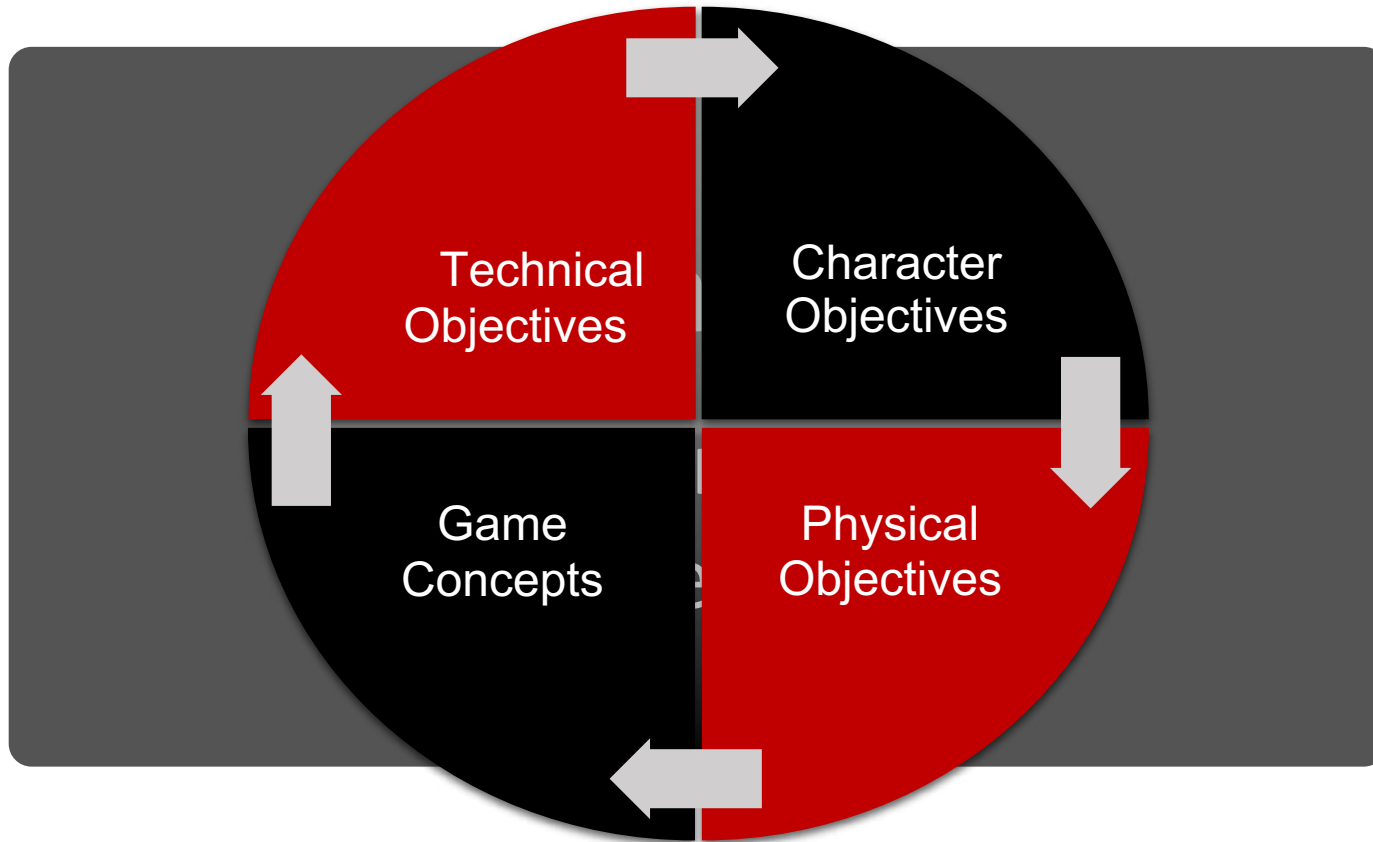 Technical
Objectives
Character
Objectives
Game
Concepts
Physical
Objectives